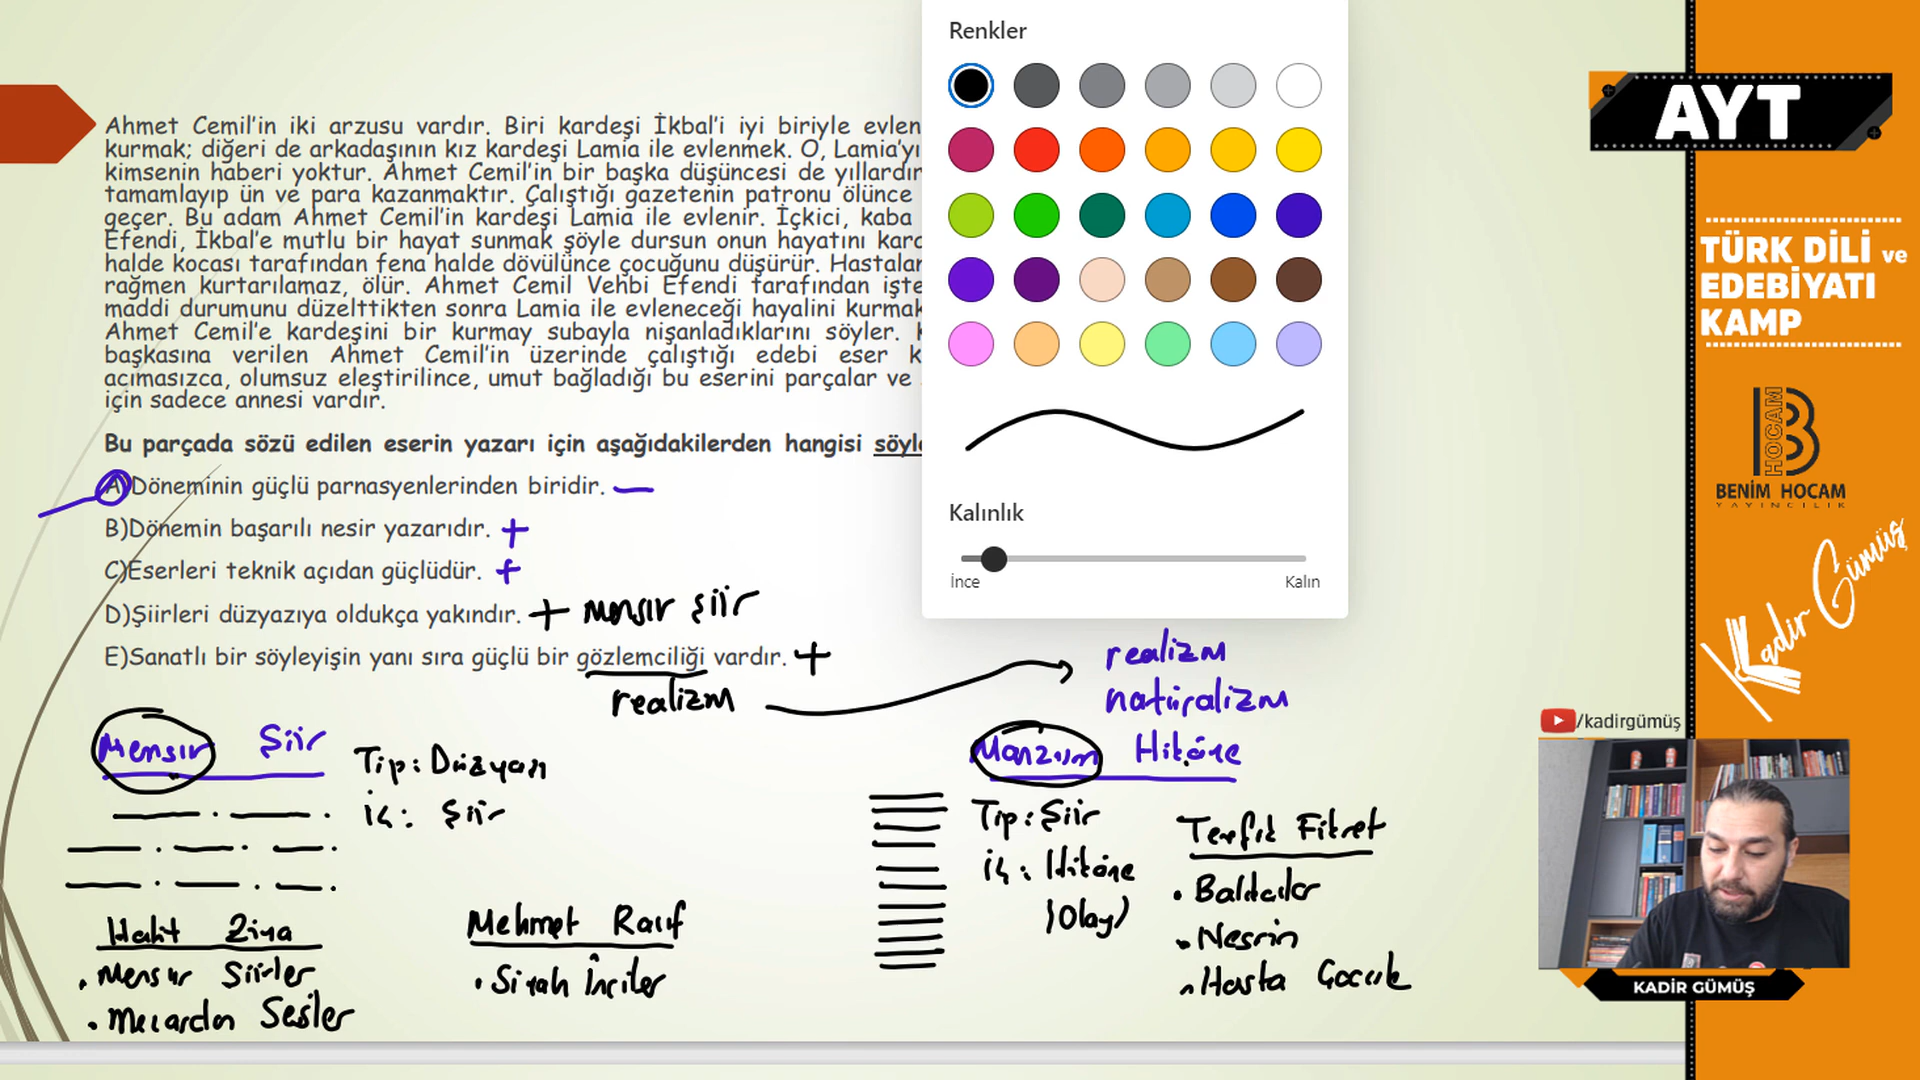 Renkler
Ahmet Cemil'in iki arzusu vardır. Biri kardeşi İkbal'i iyi biriyle evlen
kurmak; diğeri de arkadaşının kız kardeşi Lamia ile evlenmek. O, Lamia'yı
kimsenin haberi yoktur. Ahmet Cemil'in bir başka düşüncesi de yıllardır
tamamlayıp ün ve para kazanmaktır. Çalıştığı gazetenin patronu ölünce
geçer. Bu adam Ahmet Cemil'in kardeşi Lamia ile evlenir. İçkici, kaba
Efendi, İkbal'e mutlu bir hayat sunmak şöyle dursun onun hayatını kara
halde kocası tarafından fena halde dövülünce çocuğunu düşürür. Hastalan
rağmen kurtarılamaz, ölür. Ahmet Cemil Vehbi Efendi tarafından işte
maddi durumunu düzelttikten sonra Lamia ile evleneceği hayalini kurmak
Ahmet Cemil'e kardeşini bir kurmay subayla nişanladıklarını söyler.
başkasına verilen Ahmet Cemil'in üzerinde çalıştığı edebi eser k
acımasızca, olumsuz eleştirilince, umut bağladığı bu eserini parçalar ve
için sadece annesi vardır.
Bu parçada sözü edilen eserin yazarı için aşağıdakilerden hangisi söyle
A)Döneminin güçlü parnasyenlerinden biridir. —
B)Dönemin başarılı nesir yazarıdır. +
C)Eserleri teknik açıdan güçlüdür. +
D)Şiirleri düzyazıya oldukça yakındır. + Mensur şiir
E)Sanatlı bir söyleyişin yanı sıra güçlü bir gözlemciliği vardır. +
realizm
Kalınlık
İnce
Kalın
realizm
natüralizm
Mensur Şiir
Tip: Düzyazı
İç: Şiir
Halit Ziya
• Mensur Şiirler
• Mezardan Sesler
Mehmet Rauf
• Siyah İnciler
Manzum Hikâye
Tip: Şiir
İç: Hikâye
(Olay)
Tevfik Fikret
• Balıkçılar
• Nesrin
• Hasta Çocuk
AYT
TÜRK DİLİ ve
EDEBİYATI
KAMP
B
HOCAM
BENİM HOCAM
YAYINCILIK
Kadir Gümüş
/kadirgümüş
KADİR GÜMÜŞ